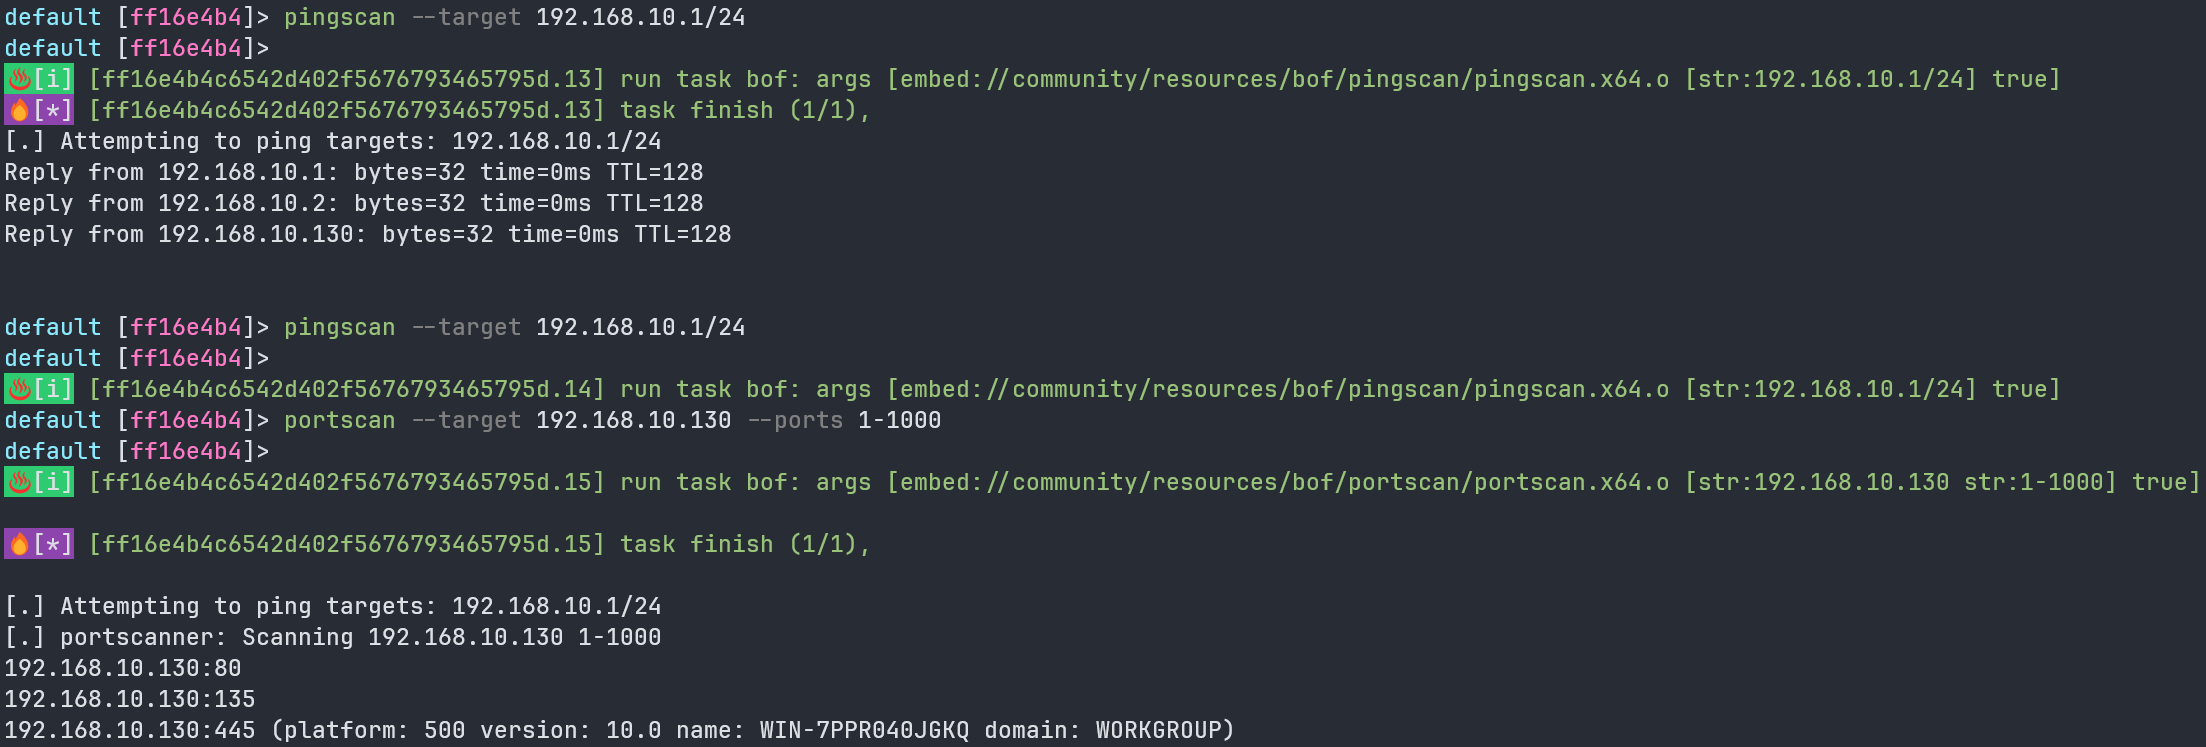 default [ff16e4b4]> pingscan --target 192.168.10.1/24
default [ff16e4b4]>
[i] [ff16e4b4c6542d402f5676793465795d.13] run task bof: args [embed://community/resources/bof/pingscan/pingscan.x64.o [str:192.168.10.1/24] true]
[*] [ff16e4b4c6542d402f5676793465795d.13] task finish (1/1),
[.] Attempting to ping targets: 192.168.10.1/24
Reply from 192.168.10.1: bytes=32 time=0ms TTL=128
Reply from 192.168.10.2: bytes=32 time=0ms TTL=128
Reply from 192.168.10.130: bytes=32 time=0ms TTL=128
default [ff16e4b4]> pingscan --target 192.168.10.1/24
default [ff16e4b4]>
[i] [ff16e4b4c6542d402f5676793465795d.14] run task bof: args [embed://community/resources/bof/pingscan/pingscan.x64.o [str:192.168.10.1/24] true]
default [ff16e4b4]> portscan --target 192.168.10.130 --ports 1-1000
default [ff16e4b4]>
[i] [ff16e4b4c6542d402f5676793465795d.15] run task bof: args [embed://community/resources/bof/portscan/portscan.x64.o [str:192.168.10.130 str:1-1000] true]
[*] [ff16e4b4c6542d402f5676793465795d.15] task finish (1/1),
[.] Attempting to ping targets: 192.168.10.1/24
[.] portscanner: Scanning 192.168.10.130 1-1000
192.168.10.130:80
192.168.10.130:135
192.168.10.130:445 (platform: 500 version: 10.0 name: WIN-7PPR040JGKQ domain: WORKGROUP)